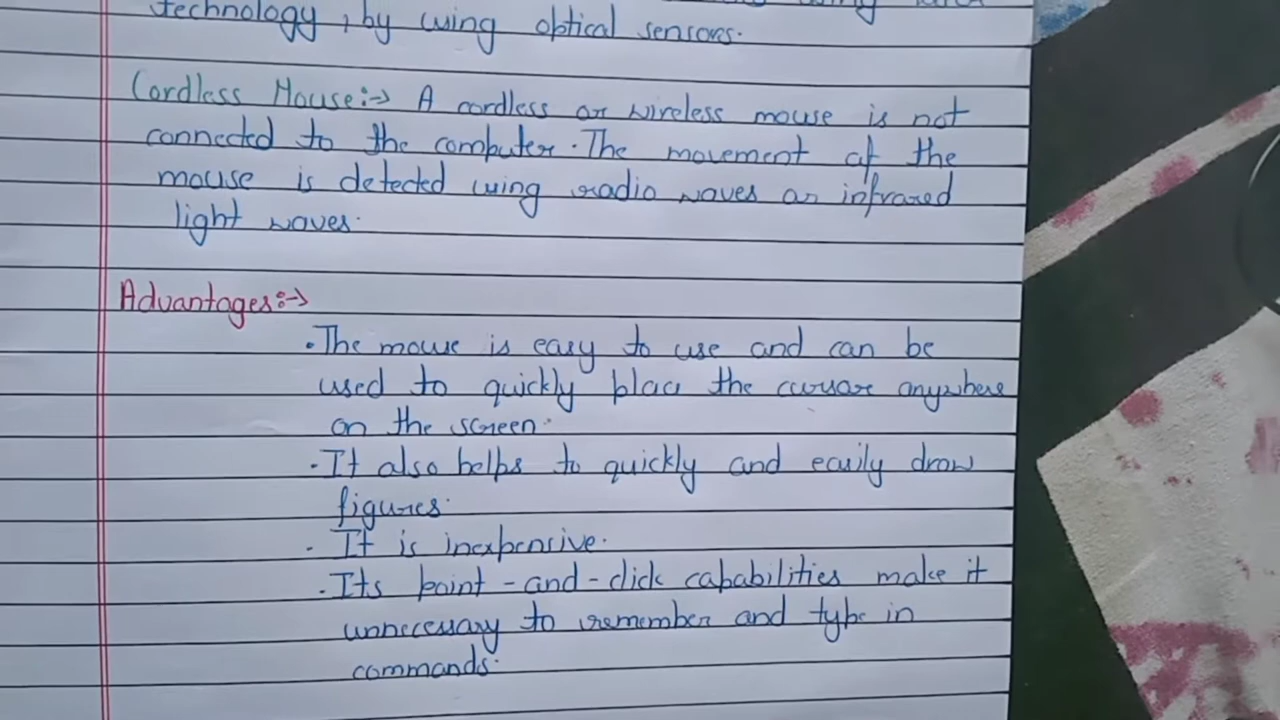 technology, by using optical sensors.
Cordless Mouse:→ A cordless or wireless mouse is not
connected to the computer. The movement of the
mouse is detected using radio waves or infrared
light waves.
Advantages:→
• The mouse is easy to use and can be
used to quickly place the cursor anywhere
on the screen.
• It also helps to quickly and easily draw
figures.
• It is inexpensive.
• Its point-and-click capabilities make it
unnecessary to remember and type in
commands.